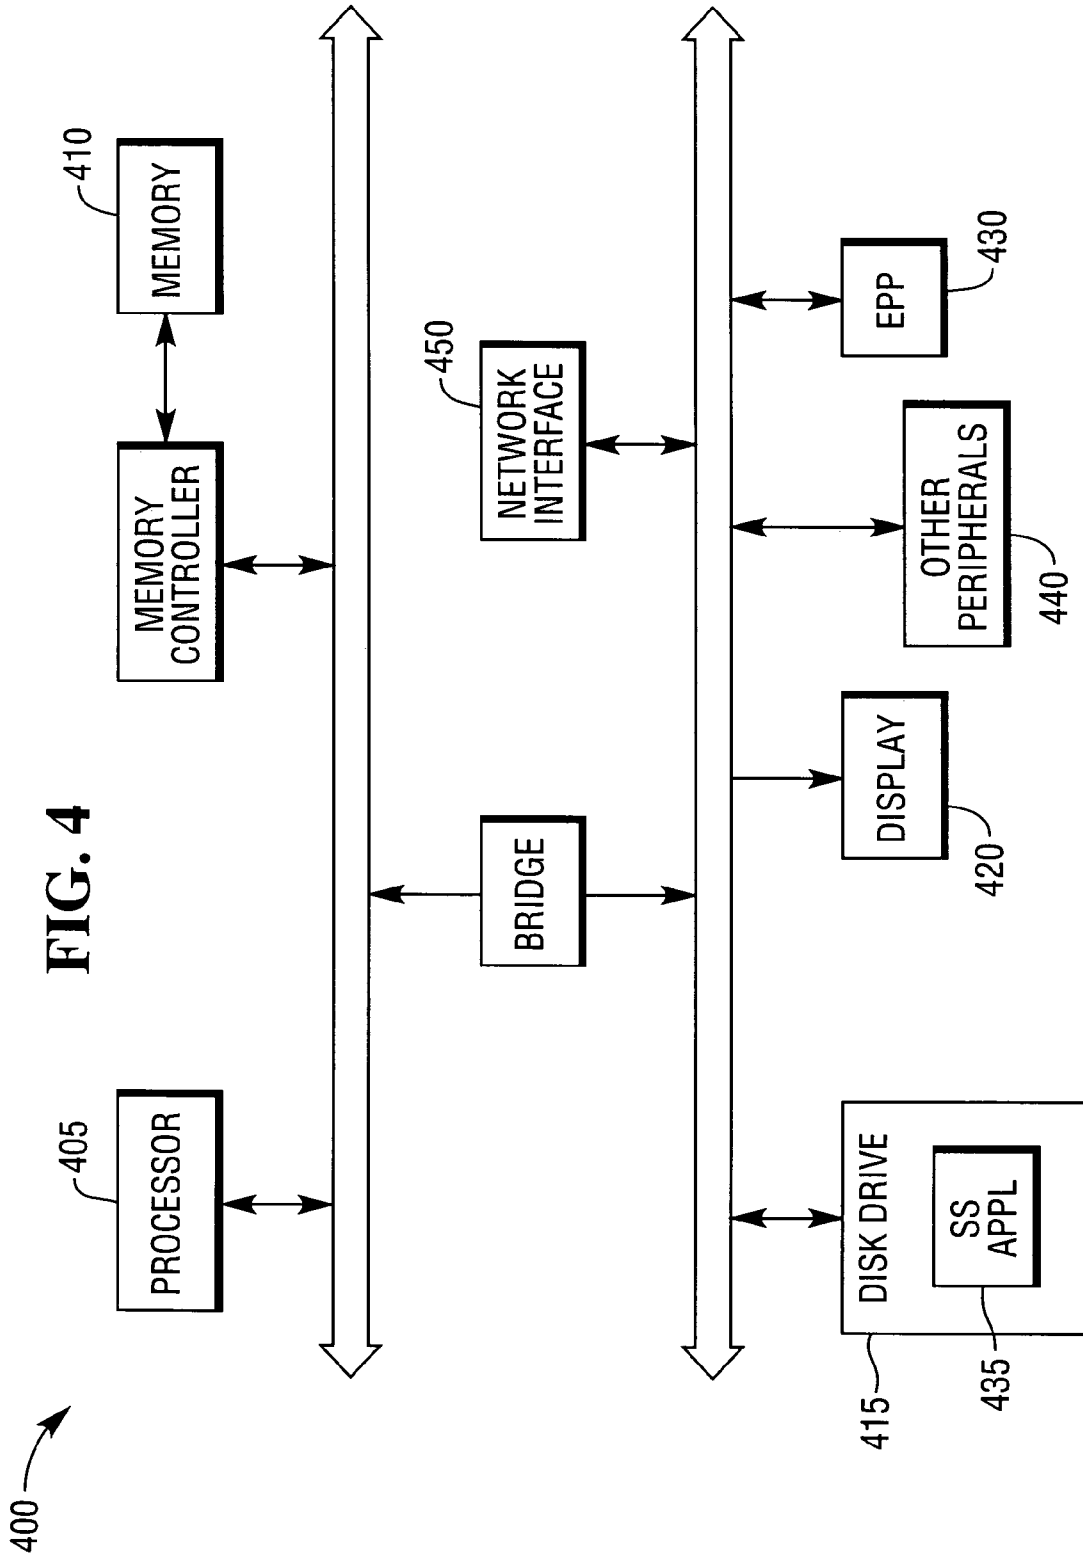 FIG. 4
400
405
PROCESSOR
MEMORY
CONTROLLER
410
MEMORY
BRIDGE
450
NETWORK
INTERFACE
DISK DRIVE
SS
APPL
415
435
DISPLAY
420
OTHER
PERIPHERALS
440
EPP
430